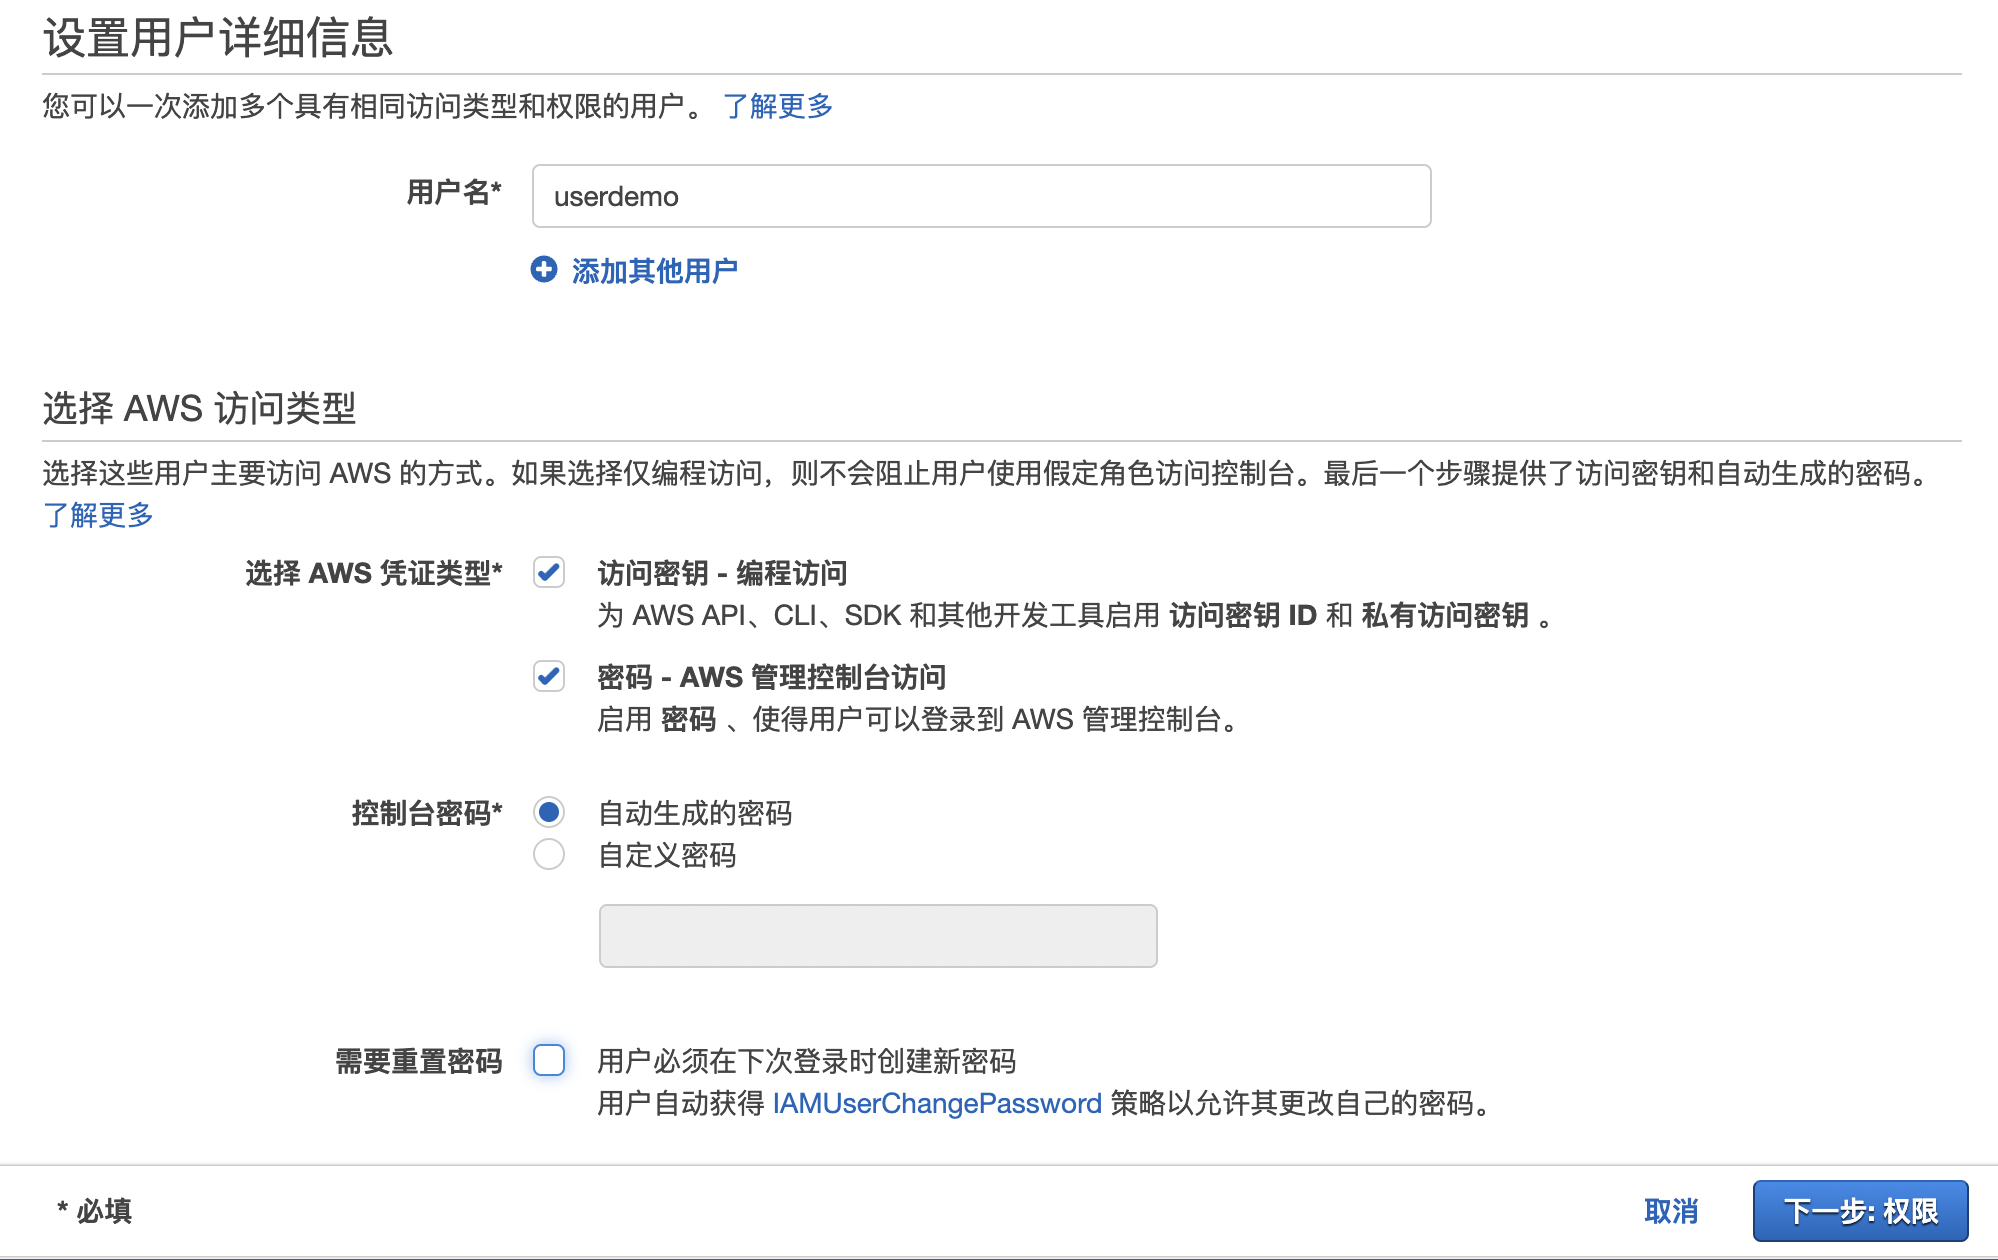 设置用户详细信息
您可以一次添加多个具有相同访问类型和权限的用户。 了解更多
用户名* userdemo
添加其他用户
选择 AWS 访问类型
选择这些用户主要访问 AWS 的方式。如果选择仅编程访问，则不会阻止用户使用假定角色访问控制台。最后一个步骤提供了访问密钥和自动生成的密码。
了解更多
选择 AWS 凭证类型* 访问密钥 - 编程访问
为 AWS API、CLI、SDK 和其他开发工具启用 访问密钥 ID 和 私有访问密钥 。
密码 - AWS 管理控制台访问
启用 密码 、使得用户可以登录到 AWS 管理控制台。
控制台密码* 自动生成的密码
自定义密码
需要重置密码 用户必须在下次登录时创建新密码
用户自动获得 IAMUserChangePassword 策略以允许其更改自己的密码。
* 必填 取消 下一步: 权限